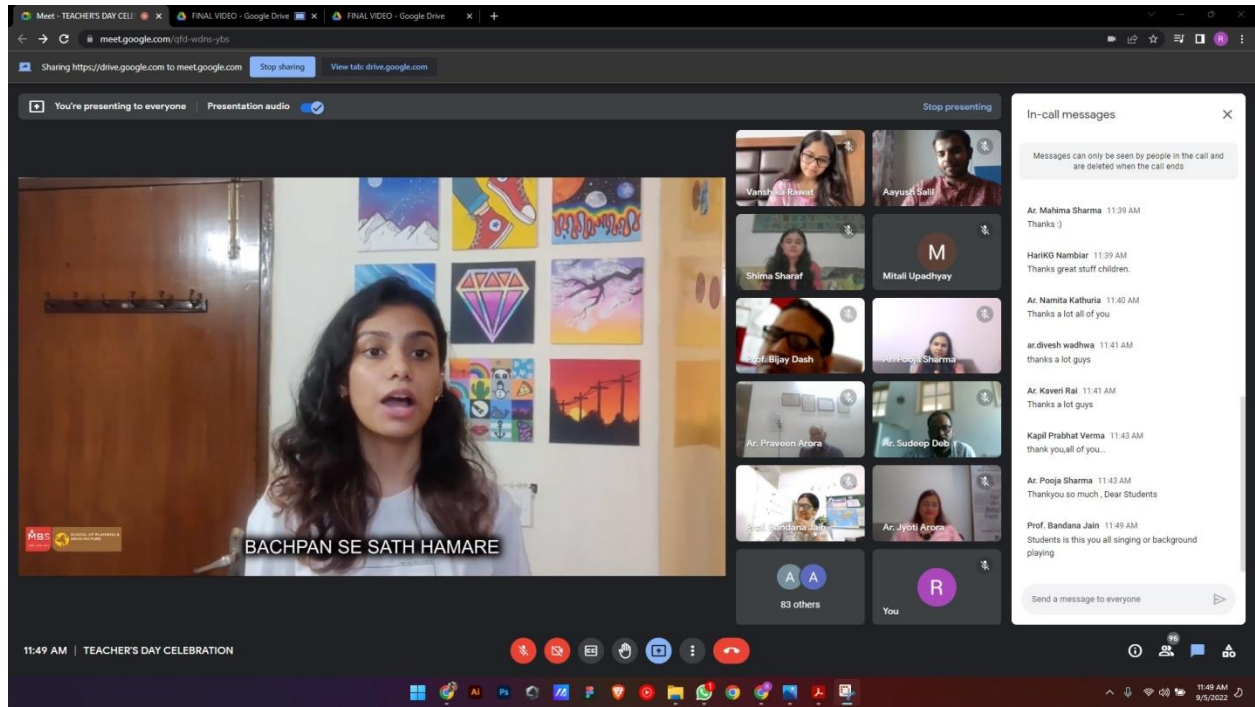 Meet - TEACHER'S DAY CELE
FINAL VIDEO - Google Drive
FINAL VIDEO - Google Drive
meet.google.com/qfd-wdns-ybs
R
Sharing https://drive.google.com to meet.google.com
Stop sharing
View tab: drive.google.com
You're presenting to everyone
Presentation audio
Stop presenting
BACHPAN SE SATH HAMARE
MBS
SCHOOL OF PLANNING &
ARCHITECTURE
Vanshika Rawat
Aayush Salil
Shima Sharaf
M
Mitali Upadhyay
Prof. Bijay Dash
Ar. Pooja Sharma
Ar. Praveen Arora
Ar. Sudeep Deb
Prof. Bandana Jain
Ar. Jyoti Arora
A A
83 others
R
You
In-call messages
Messages can only be seen by people in the call and
are deleted when the call ends
Ar. Mahima Sharma 11:39 AM
Thanks :)
HariKG Nambiar 11:39 AM
Thanks great stuff children.
Ar. Namita Kathuria 11:40 AM
Thanks a lot all of you
ar.divesh wadhwa 11:41 AM
thanks a lot guys
Ar. Kaveri Rai 11:41 AM
Thanks a lot guys
Kapil Prabhat Verma 11:43 AM
thank you,all of you...
Ar. Pooja Sharma 11:43 AM
Thankyou so much , Dear Students
Prof. Bandana Jain 11:49 AM
Students is this you all singing or background
playing
Send a message to everyone
11:49 AM | TEACHER'S DAY CELEBRATION
95
Ai
Ps
11:49 AM
9/5/2022